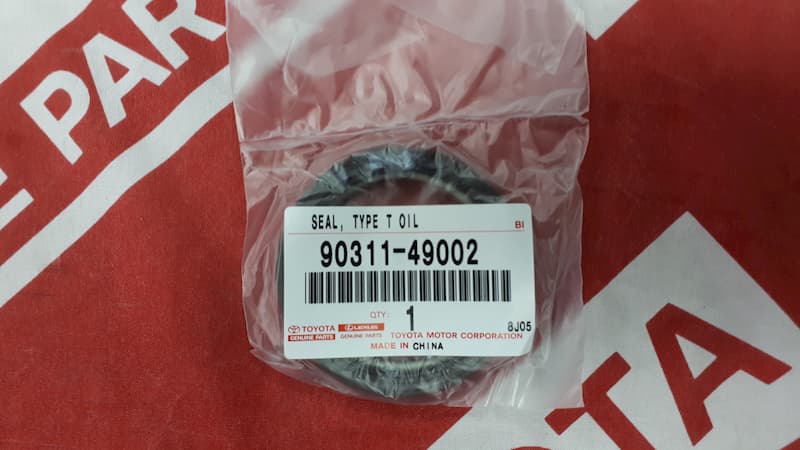 E PAR
SEAL, TYPE T OIL BI
90311-49002
QTY: 1 8J05
TOYOTA LEXUS
GENUINE PARTS GENUINE PARTS TOYOTA MOTOR CORPORATION
MADE IN CHINA
OTA